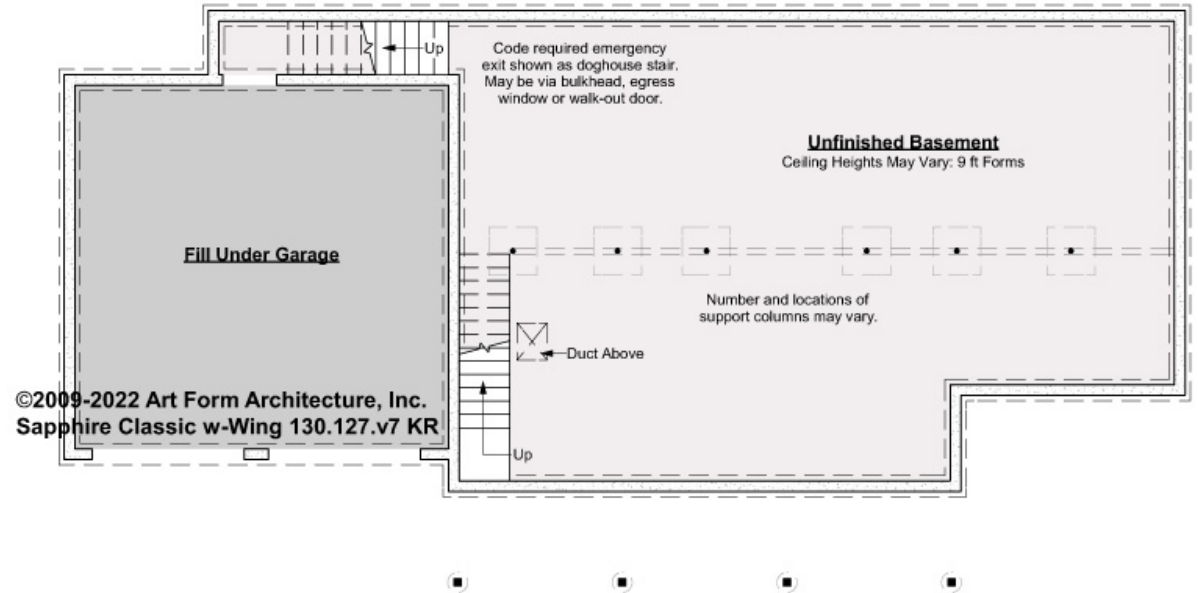 Up
Code required emergency
exit shown as doghouse stair.
May be via bulkhead, egress
window or walk-out door.
Unfinished Basement
Ceiling Heights May Vary: 9 ft Forms
Fill Under Garage
Number and locations of
support columns may vary.
Duct Above
©2009-2022 Art Form Architecture, Inc.
Sapphire Classic w-Wing 130.127.v7 KR
Up